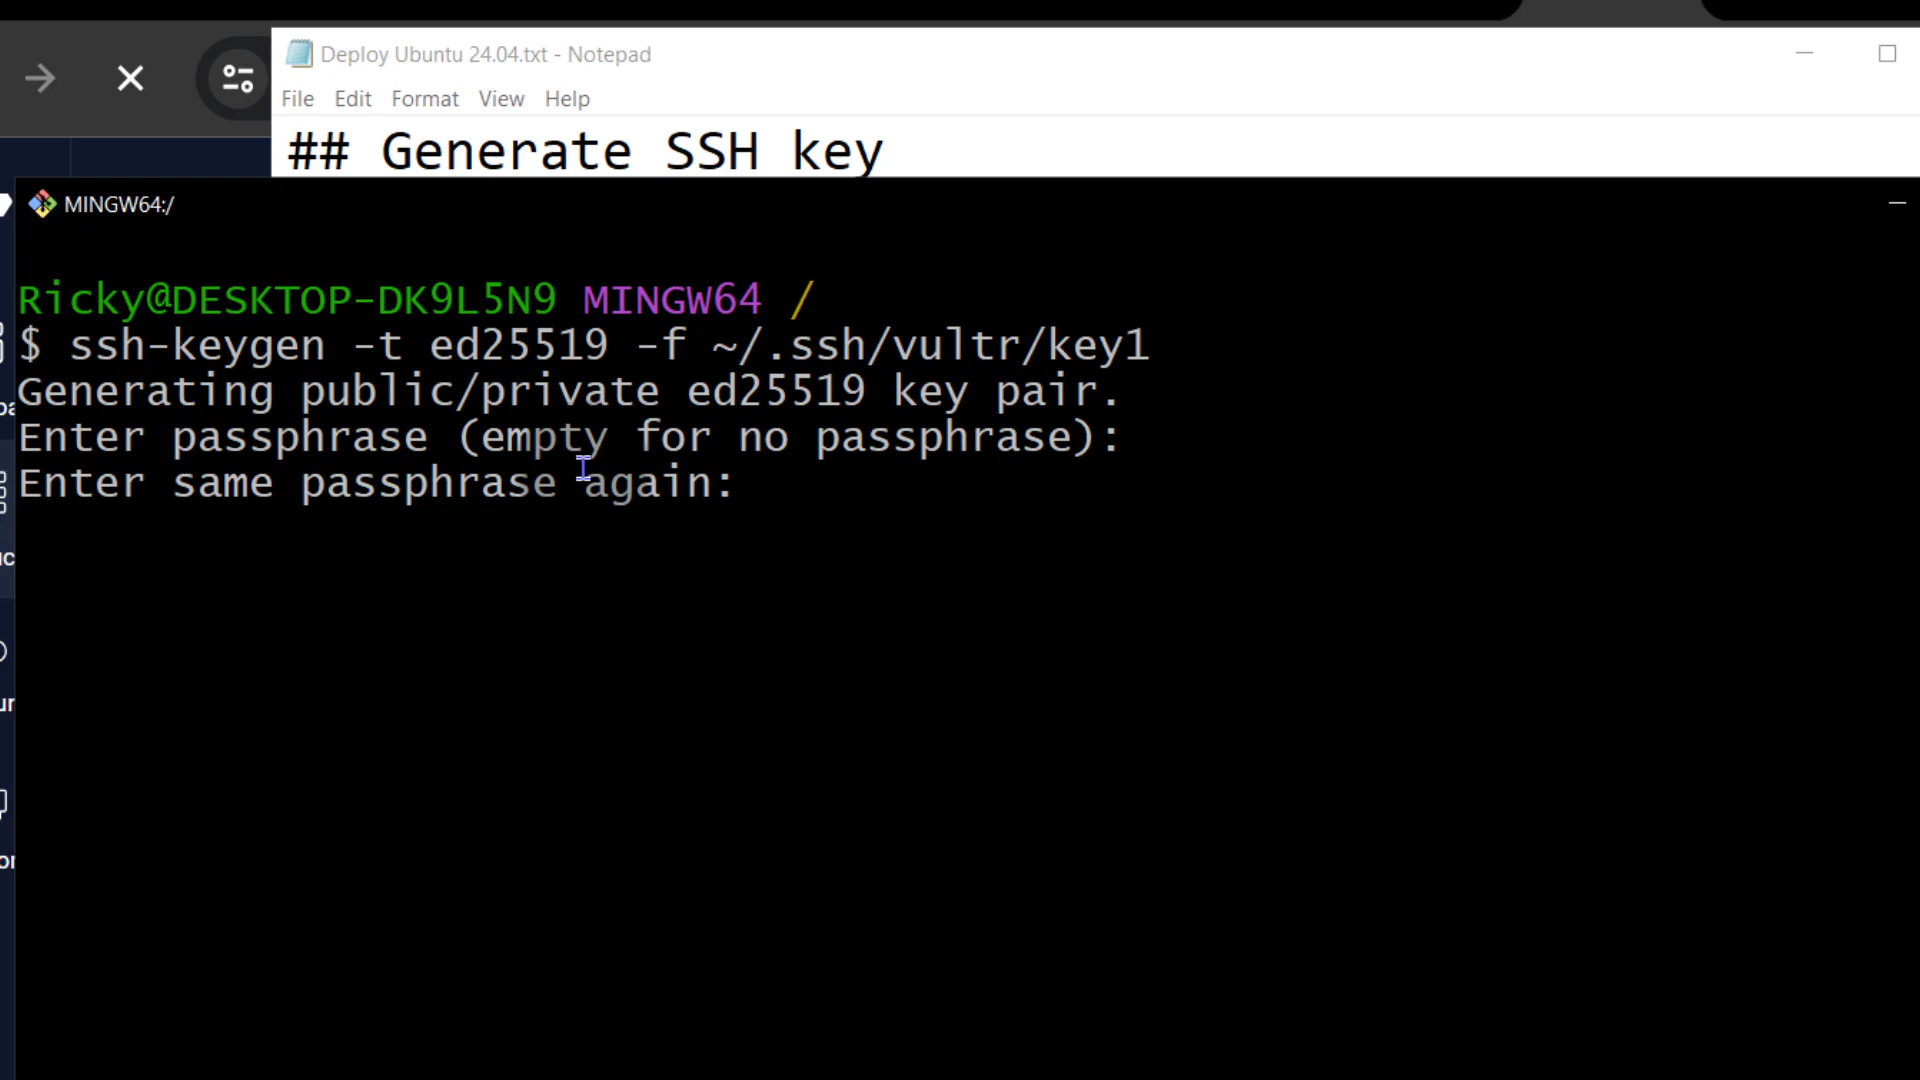 Deploy Ubuntu 24.04.txt - Notepad
File Edit Format View Help
## Generate SSH key
MINGW64:/
Ricky@DESKTOP-DK9L5N9 MINGW64 /
$ ssh-keygen -t ed25519 -f ~/.ssh/vultr/key1
Generating public/private ed25519 key pair.
Enter passphrase (empty for no passphrase):
Enter same passphrase again: